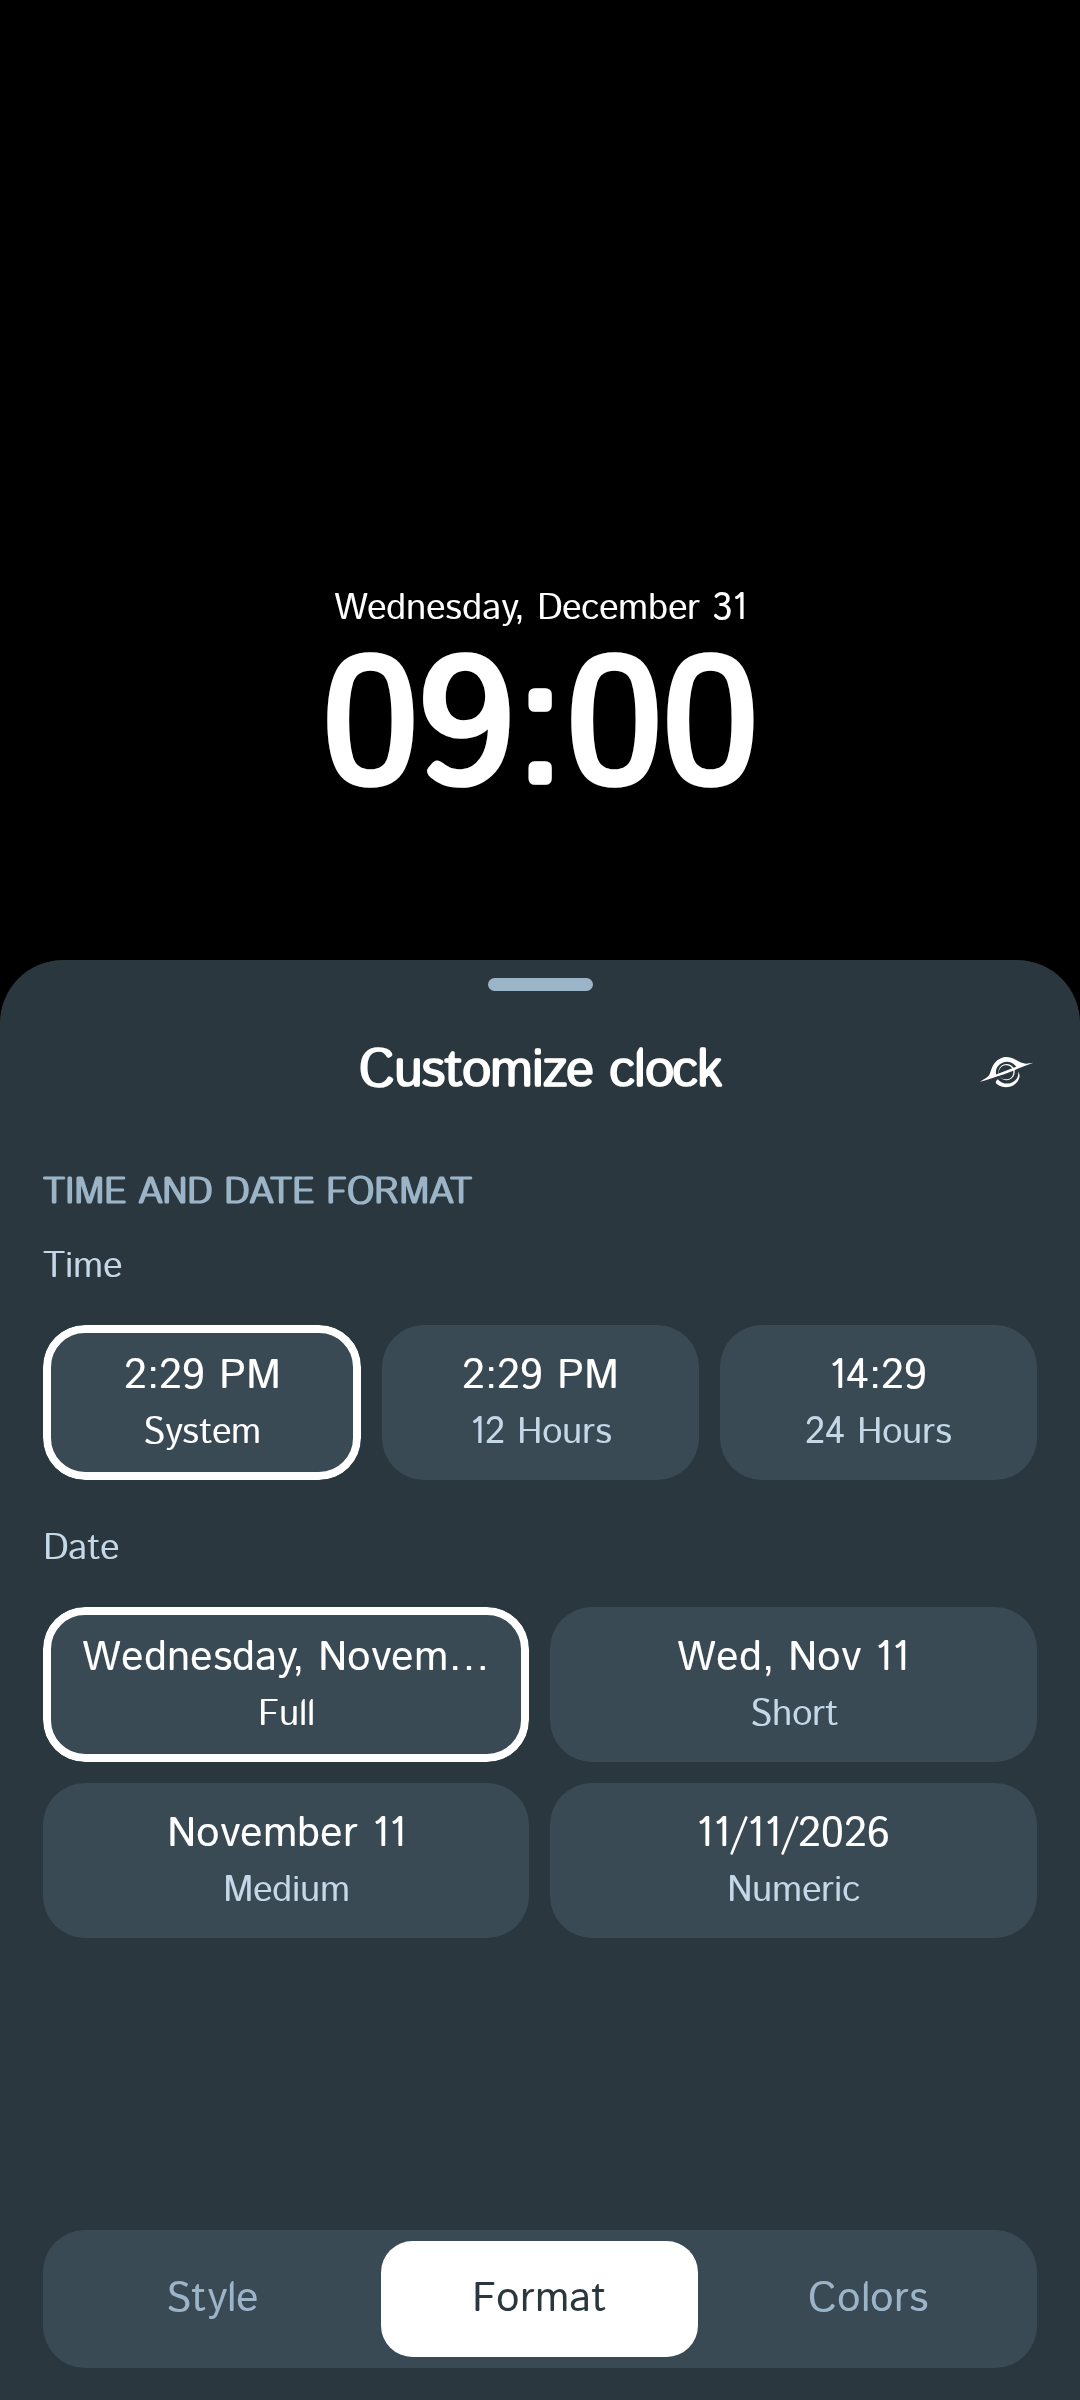 Wednesday, December 31
09:00
Customize clock
TIME AND DATE FORMAT
Time
2:29 PM
System
2:29 PM
12 Hours
14:29
24 Hours
Date
Wednesday, Novem...
Full
Wed, Nov 11
Short
November 11
Medium
11/11/2026
Numeric
Style
Format
Colors